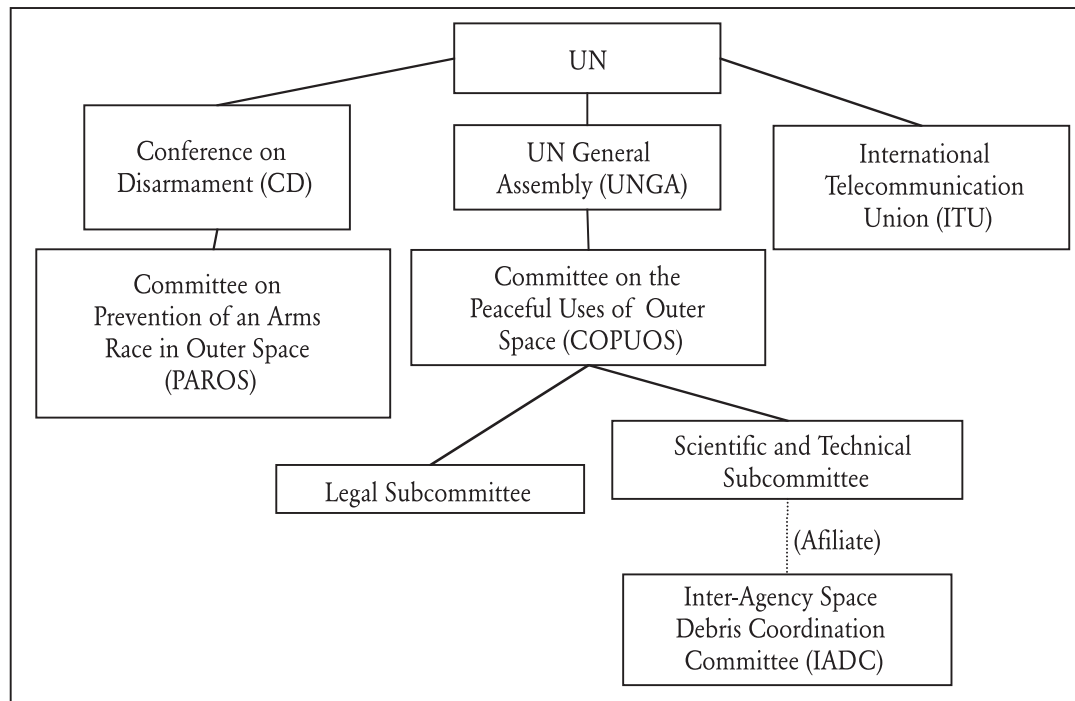 UN
Conference on
Disarmament (CD)
UN General
Assembly (UNGA)
International
Telecommunication
Union (ITU)
Committee on
Prevention of an Arms
Race in Outer Space
(PAROS)
Committee on the
Peaceful Uses of Outer
Space (COPUOS)
Legal Subcommittee
Scientific and Technical
Subcommittee
(Afiliate)
Inter-Agency Space
Debris Coordination
Committee (IADC)